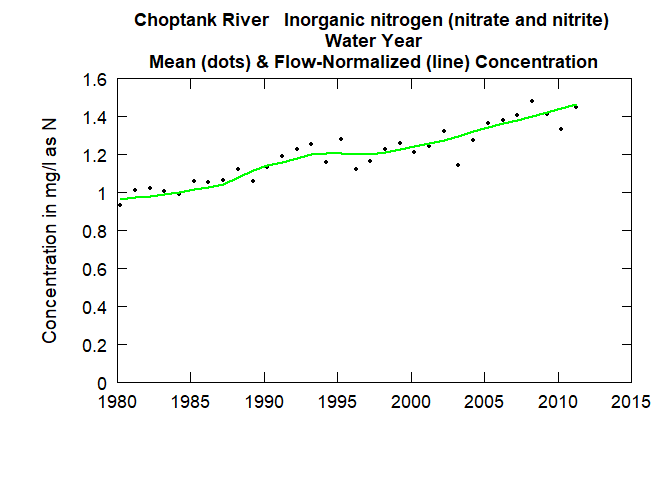 Choptank River   Inorganic nitrogen (nitrate and nitrite)
Water Year
Mean (dots) & Flow-Normalized (line) Concentration
Concentration in mg/l as N
1.6
1.4
1.2
1
0.8
0.6
0.4
0.2
0
1980 1985 1990 1995 2000 2005 2010 2015